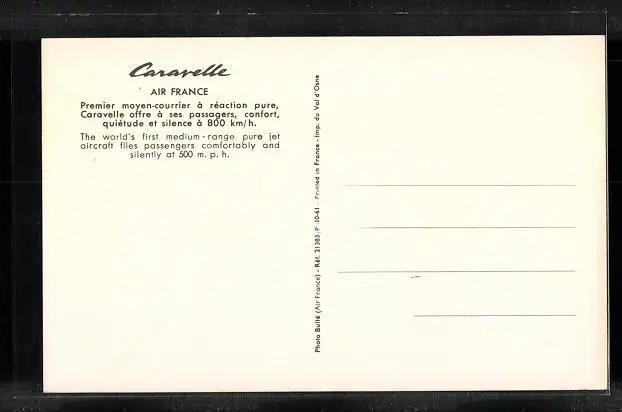 Caravelle
AIR FRANCE
Premier moyen-courrier à réaction pure,
Caravelle offre à ses passagers, confort,
quiétude et silence à 800 km/h.
The world's first medium-range pure jet
aircraft flies passengers comfortably and
silently at 500 m. p. h.
Photo Bulté (Air France) - Réf. 21383/P 10-61 - Printed in France - Imp. du Val d'Osne